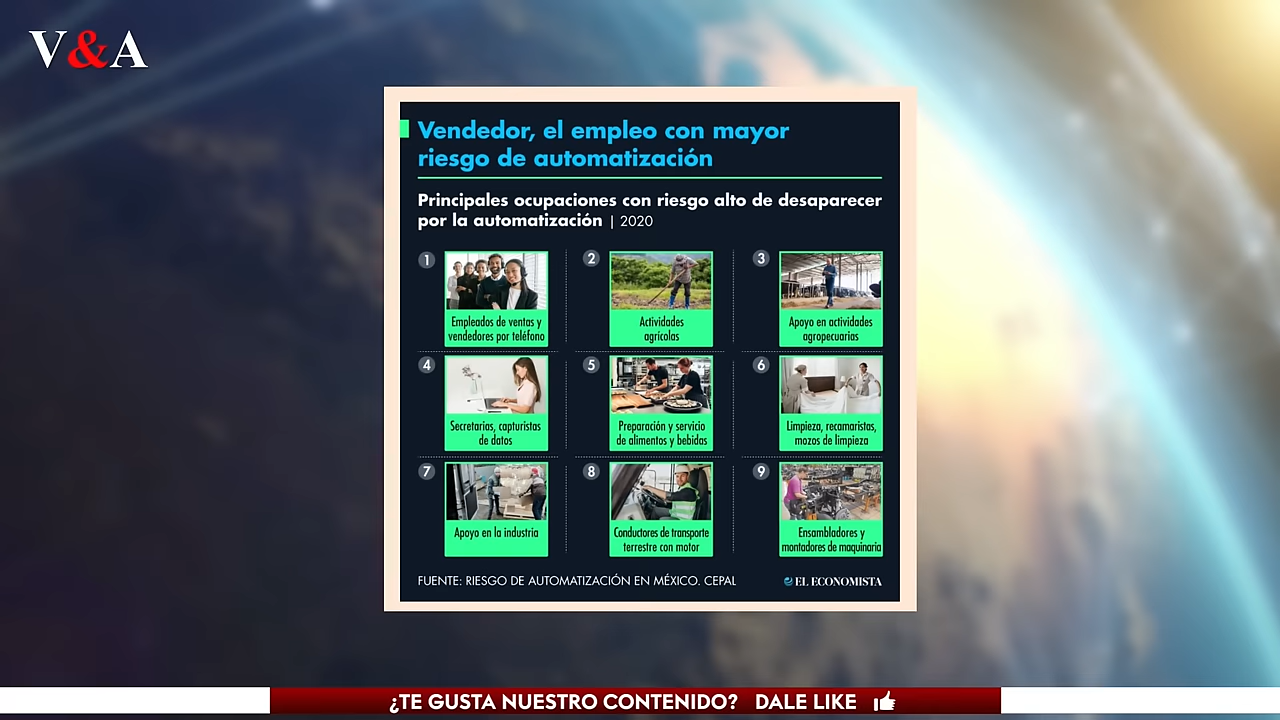 V&A
Vendedor, el empleo con mayor
riesgo de automatización
Principales ocupaciones con riesgo alto de desaparecer
por la automatización | 2020
1
Empleados de ventas y
vendedores por teléfono
2
Actividades
agrícolas
3
Apoyo en actividades
agropecuarias
4
Secretarias, capturistas
de datos
5
Preparación y servicio
de alimentos y bebidas
6
Limpieza, recamaristas,
mozos de limpieza
7
Apoyo en la industria
8
Conductores de transporte
terrestre con motor
9
Ensambladores y
montadores de maquinaria
FUENTE: RIESGO DE AUTOMATIZACIÓN EN MÉXICO. CEPAL
EL ECONOMISTA
¿TE GUSTA NUESTRO CONTENIDO? DALE LIKE